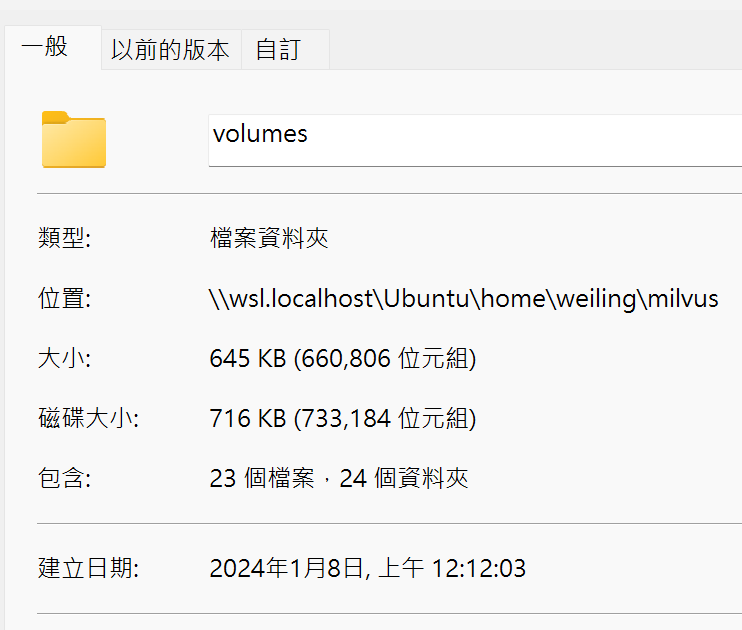 一般 以前的版本 自訂
volumes
類型: 檔案資料夾
位置: \\wsl.localhost\Ubuntu\home\weiling\milvus
大小: 645 KB (660,806 位元組)
磁碟大小: 716 KB (733,184 位元組)
包含: 23 個檔案，24 個資料夾
建立日期: 2024年1月8日, 上午 12:12:03